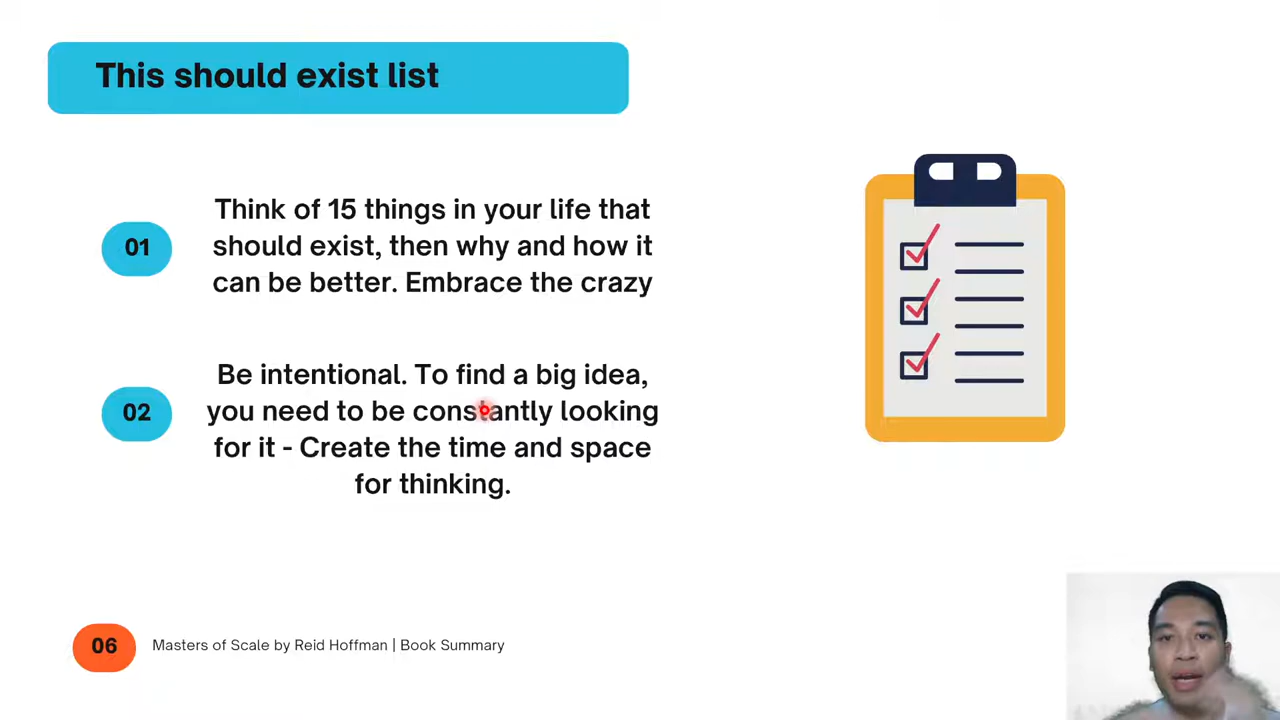 This should exist list
01
Think of 15 things in your life that
should exist, then why and how it
can be better. Embrace the crazy
02
Be intentional. To find a big idea,
you need to be constantly looking
for it - Create the time and space
for thinking.
06
Masters of Scale by Reid Hoffman | Book Summary